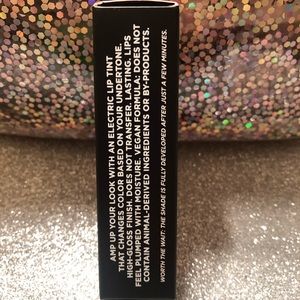 AMP UP YOUR LOOK WITH AN ELECTRIC LIP TINT
THAT CHANGES COLOR BASED ON YOUR UNDERTONE.
HIGH-GLOSS FINISH. DOES NOT TRANSFER. LASTING. LIPS
FEEL PLUMPED WITH MOISTURE. VEGAN FORMULA: DOES NOT
CONTAIN ANIMAL-DERIVED INGREDIENTS OR BY-PRODUCTS.
WORTH THE WAIT: THE SHADE IS FULLY DEVELOPED AFTER JUST A FEW MINUTES.